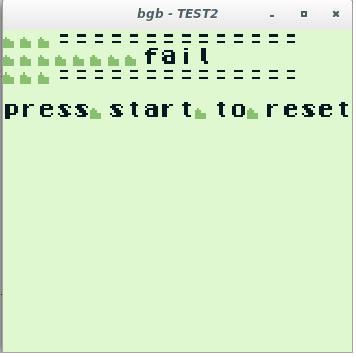 bgb - TEST2
==============
fail
==============
press start to reset